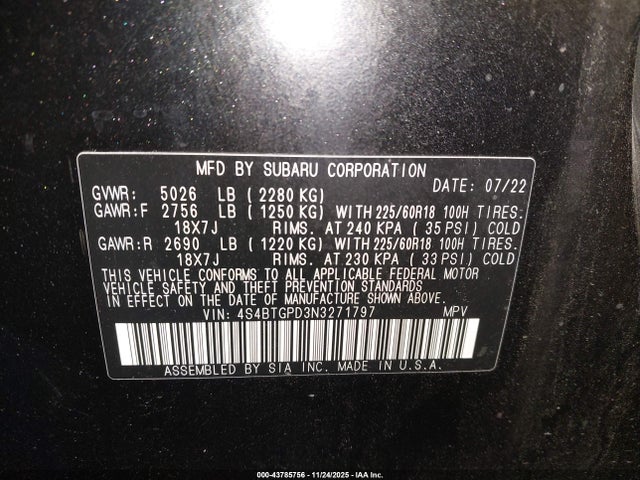 MFD BY SUBARU CORPORATION
GVWR: 5026 LB (2280 KG) DATE: 07/22
GAWR:F 2756 LB (1250 KG) WITH 225/60R18 100H TIRES.
18X7J RIMS. AT 240 KPA (35 PSI) COLD
GAWR:R 2690 LB (1220 KG) WITH 225/60R18 100H TIRES.
18X7J RIMS. AT 230 KPA (33 PSI) COLD
THIS VEHICLE CONFORMS TO ALL APPLICABLE FEDERAL MOTOR
VEHICLE SAFETY AND THEFT PREVENTION STANDARDS
IN EFFECT ON THE DATE OF MANUFACTURE SHOWN ABOVE.
VIN: 4S4BTGPD3N3271797 MPV
ASSEMBLED BY SIA INC. MADE IN U.S.A.
000-43785756 - 11/24/2025 - IAA Inc.